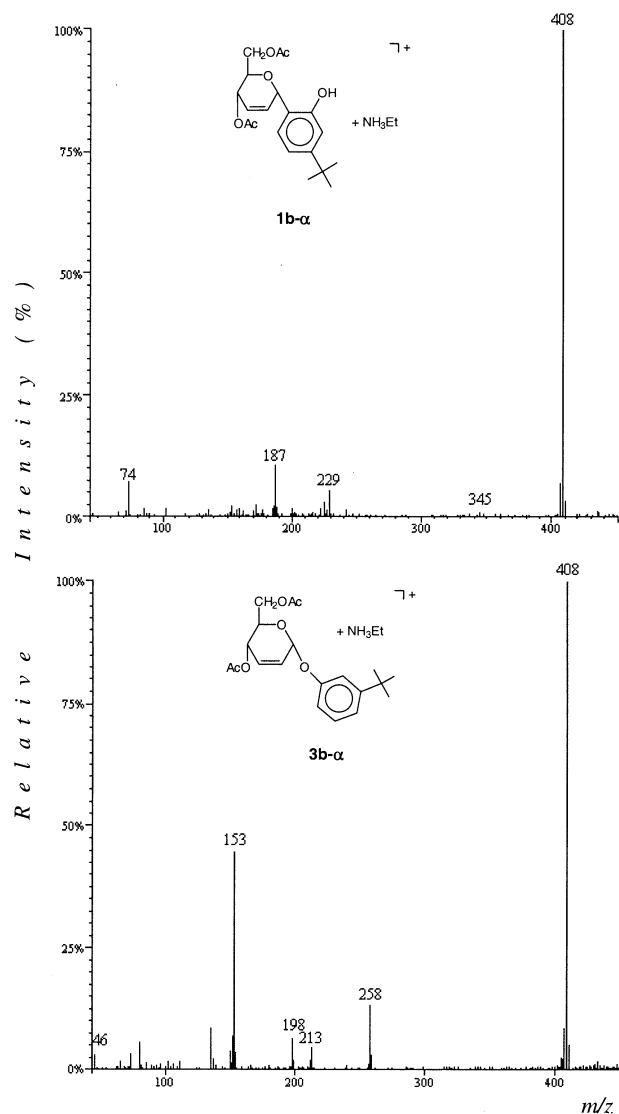 408
100%
CH₂OAc
O
OH
OAc
┐+
+ NH₃Et
75%
1b-α
50%
25%
74
187
229
345
0%
100
200
300
400
Relative Intensity (%)
408
100%
CH₂OAc
O
┐+
+ NH₃Et
AcO
O
75%
3b-α
50%
153
25%
46
198
213
258
0%
100
200
300
400
m/z